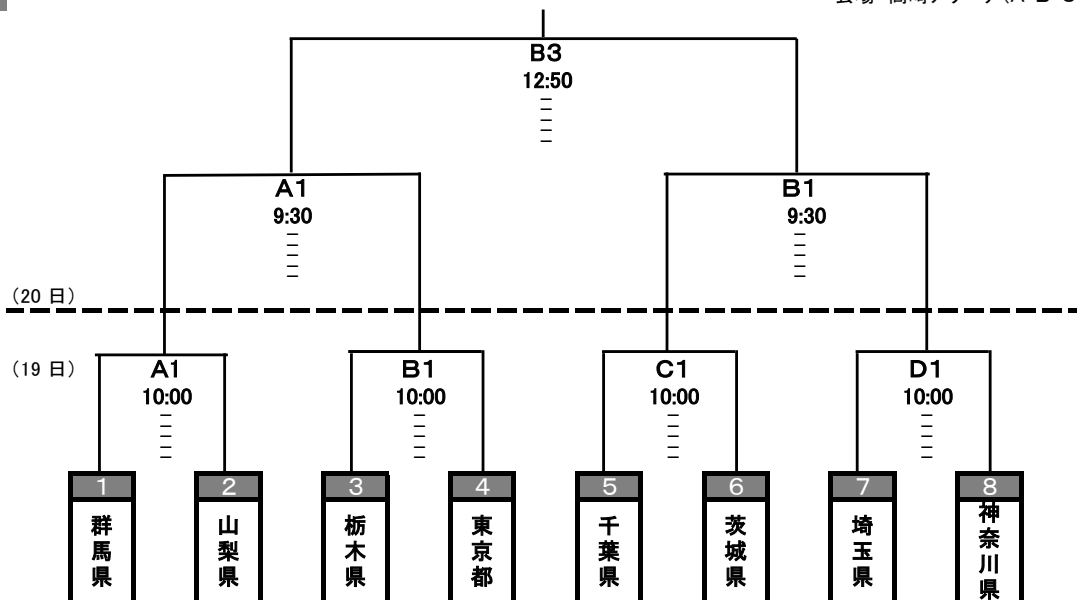 B3
12:50
A1
B1
9:30
9:30
(20 日)
(19 日)
A1
B1
C1
D1
10:00
10:00
10:00
10:00
1
2
3
4
5
6
7
8
群馬県
山梨県
栃木県
東京都
千葉県
茨城県
埼玉県
神奈川県